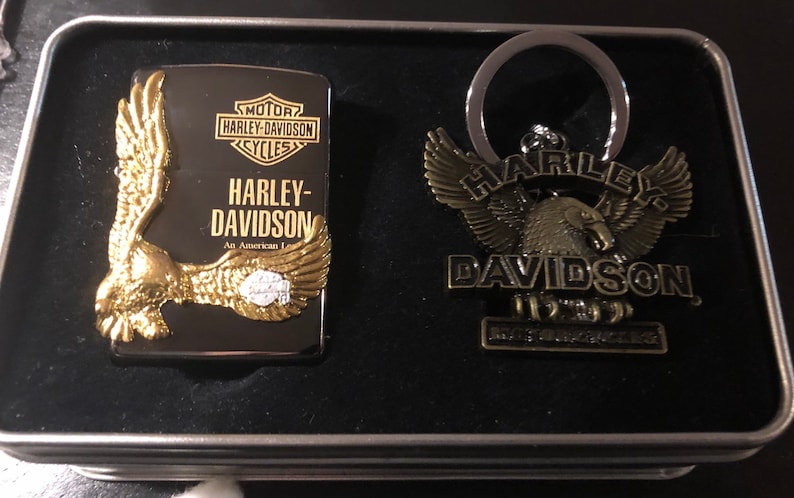 MOTOR
HARLEY-DAVIDSON
CYCLES
HARLEY-
DAVIDSON
An American
HARLEY-
DAVIDSON